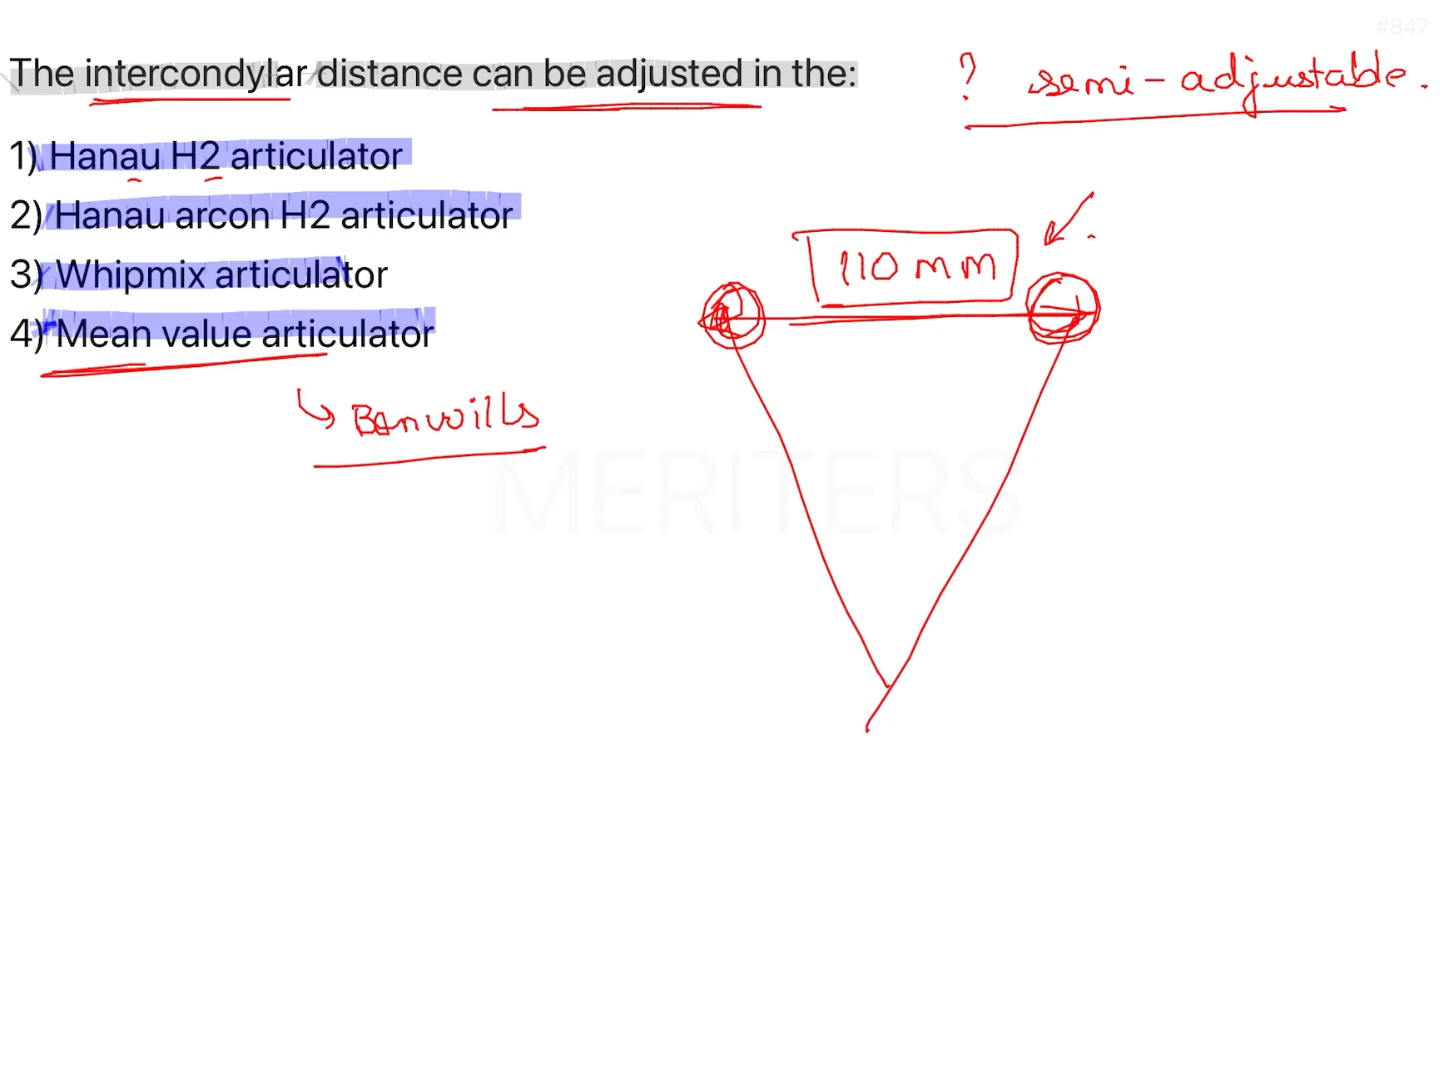 #847
The intercondylar distance can be adjusted in the:
? semi-adjustable.
1) Hanau H2 articulator
2) Hanau arcon H2 articulator
3) Whipmix articulator
4) Mean value articulator
110 mm
Bonwills
MERITERS